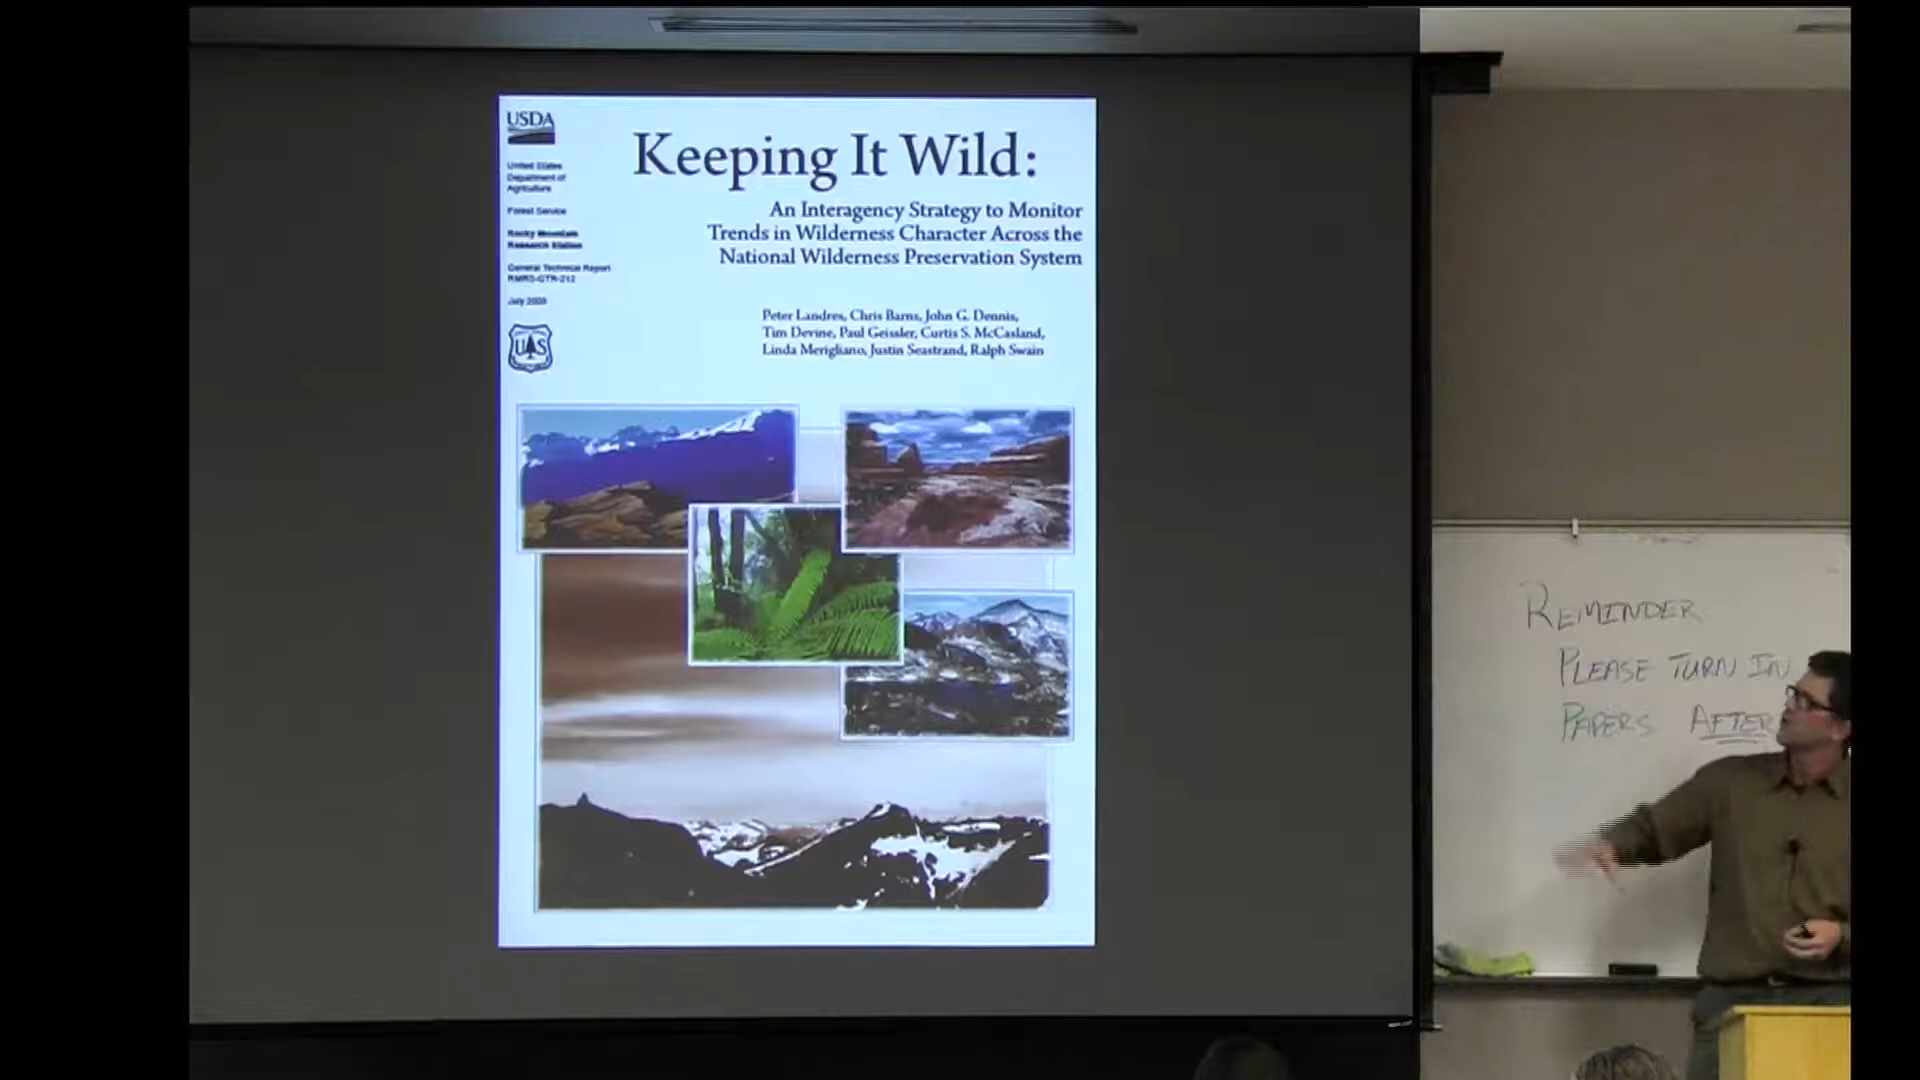 USDA
United States
Department of
Agriculture
Forest Service
Rocky Mountain
Research Station
General Technical Report
RMRS-GTR-212
July 2008
UAS
Keeping It Wild:
An Interagency Strategy to Monitor
Trends in Wilderness Character Across the
National Wilderness Preservation System
Peter Landres, Chris Barns, John G. Dennis,
Tim Devine, Paul Geissler, Curtis S. McCasland,
Linda Merigliano, Justin Seastrand, Ralph Swain
REMINDER
PLEASE TURN IN
PAPERS AFTER